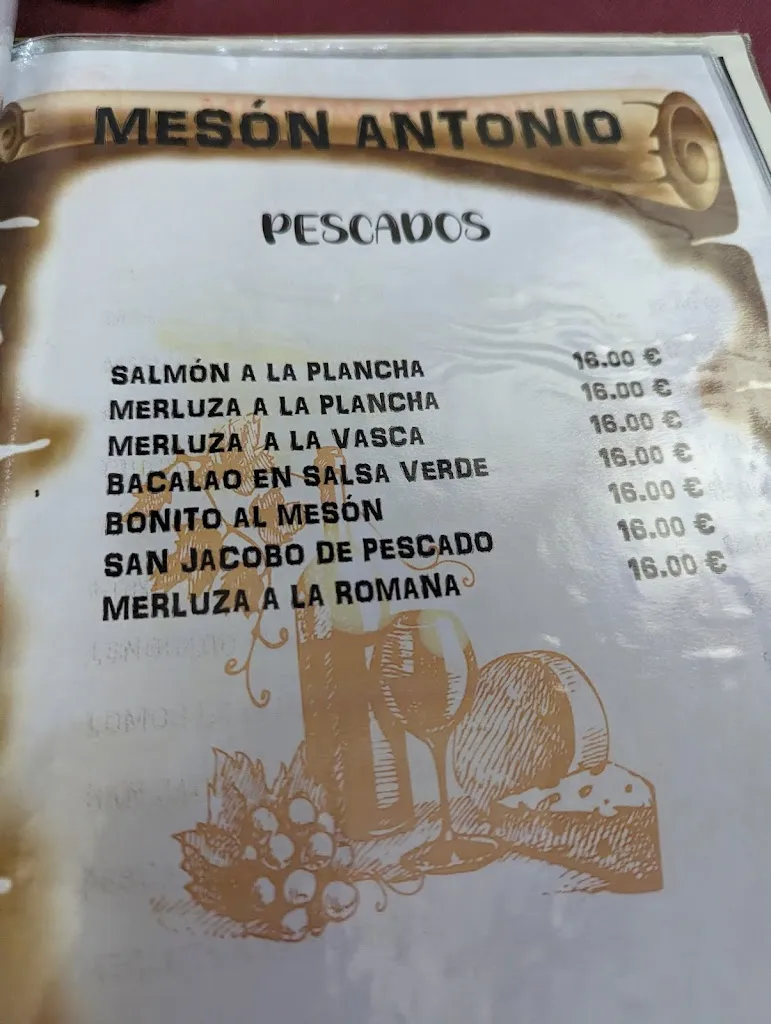 MESÓN ANTONIO
PESCADOS
SALMÓN A LA PLANCHA 16.00 €
MERLUZA A LA PLANCHA 16.00 €
MERLUZA A LA VASCA 16.00 €
BACALAO EN SALSA VERDE 16.00 €
BONITO AL MESÓN 16.00 €
SAN JACOBO DE PESCADO 16.00 €
MERLUZA A LA ROMANA 16.00 €